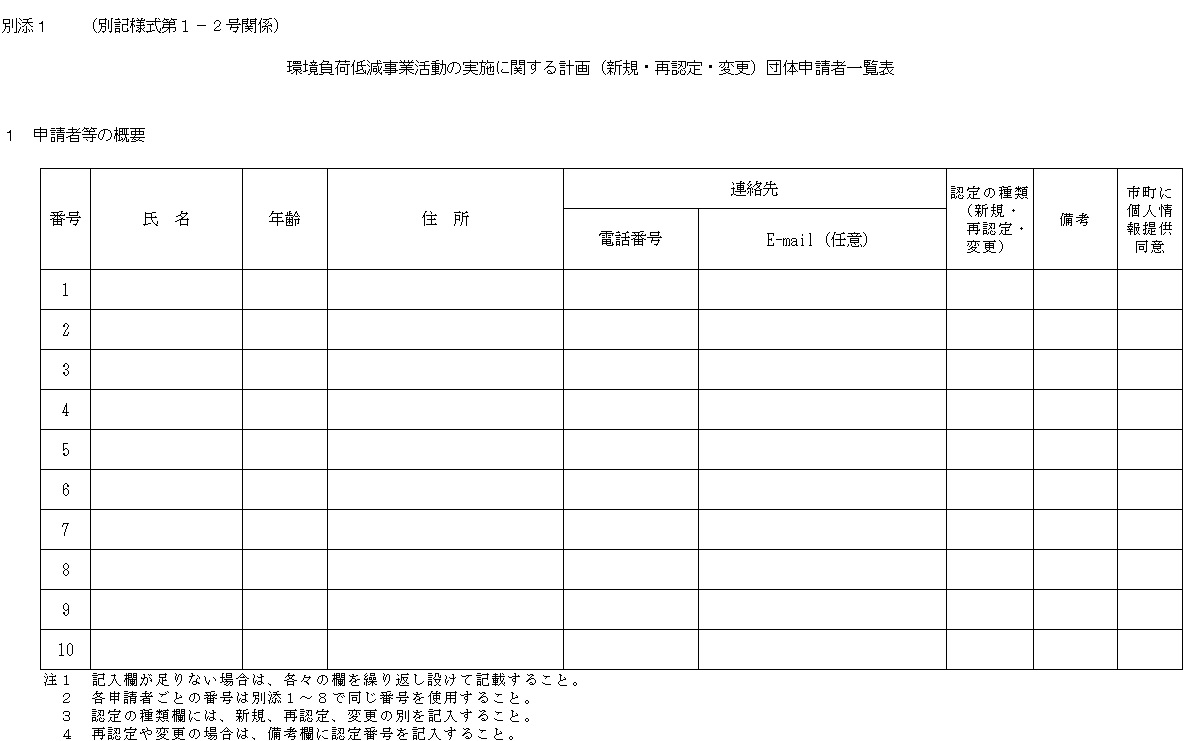 別添１　　（別記様式第１－２号関係）
環境負荷低減事業活動の実施に関する計画（新規・再認定・変更）団体申請者一覧表
１　申請者等の概要
番号　氏　名　年齢　住　所　連絡先　認定の種類　備考　市町に
（新規・　個人情
再認定・　報提供
変更）　同意
電話番号　E-mail（任意）
1
2
3
4
5
6
7
8
9
10
注１　記入欄が足りない場合は、各々の欄を繰り返し設けて記載すること。
２　各申請者ごとの番号は別添１～８で同じ番号を使用すること。
３　認定の種類欄には、新規、再認定、変更の別を記入すること。
４　再認定や変更の場合は、備考欄に認定番号を記入すること。